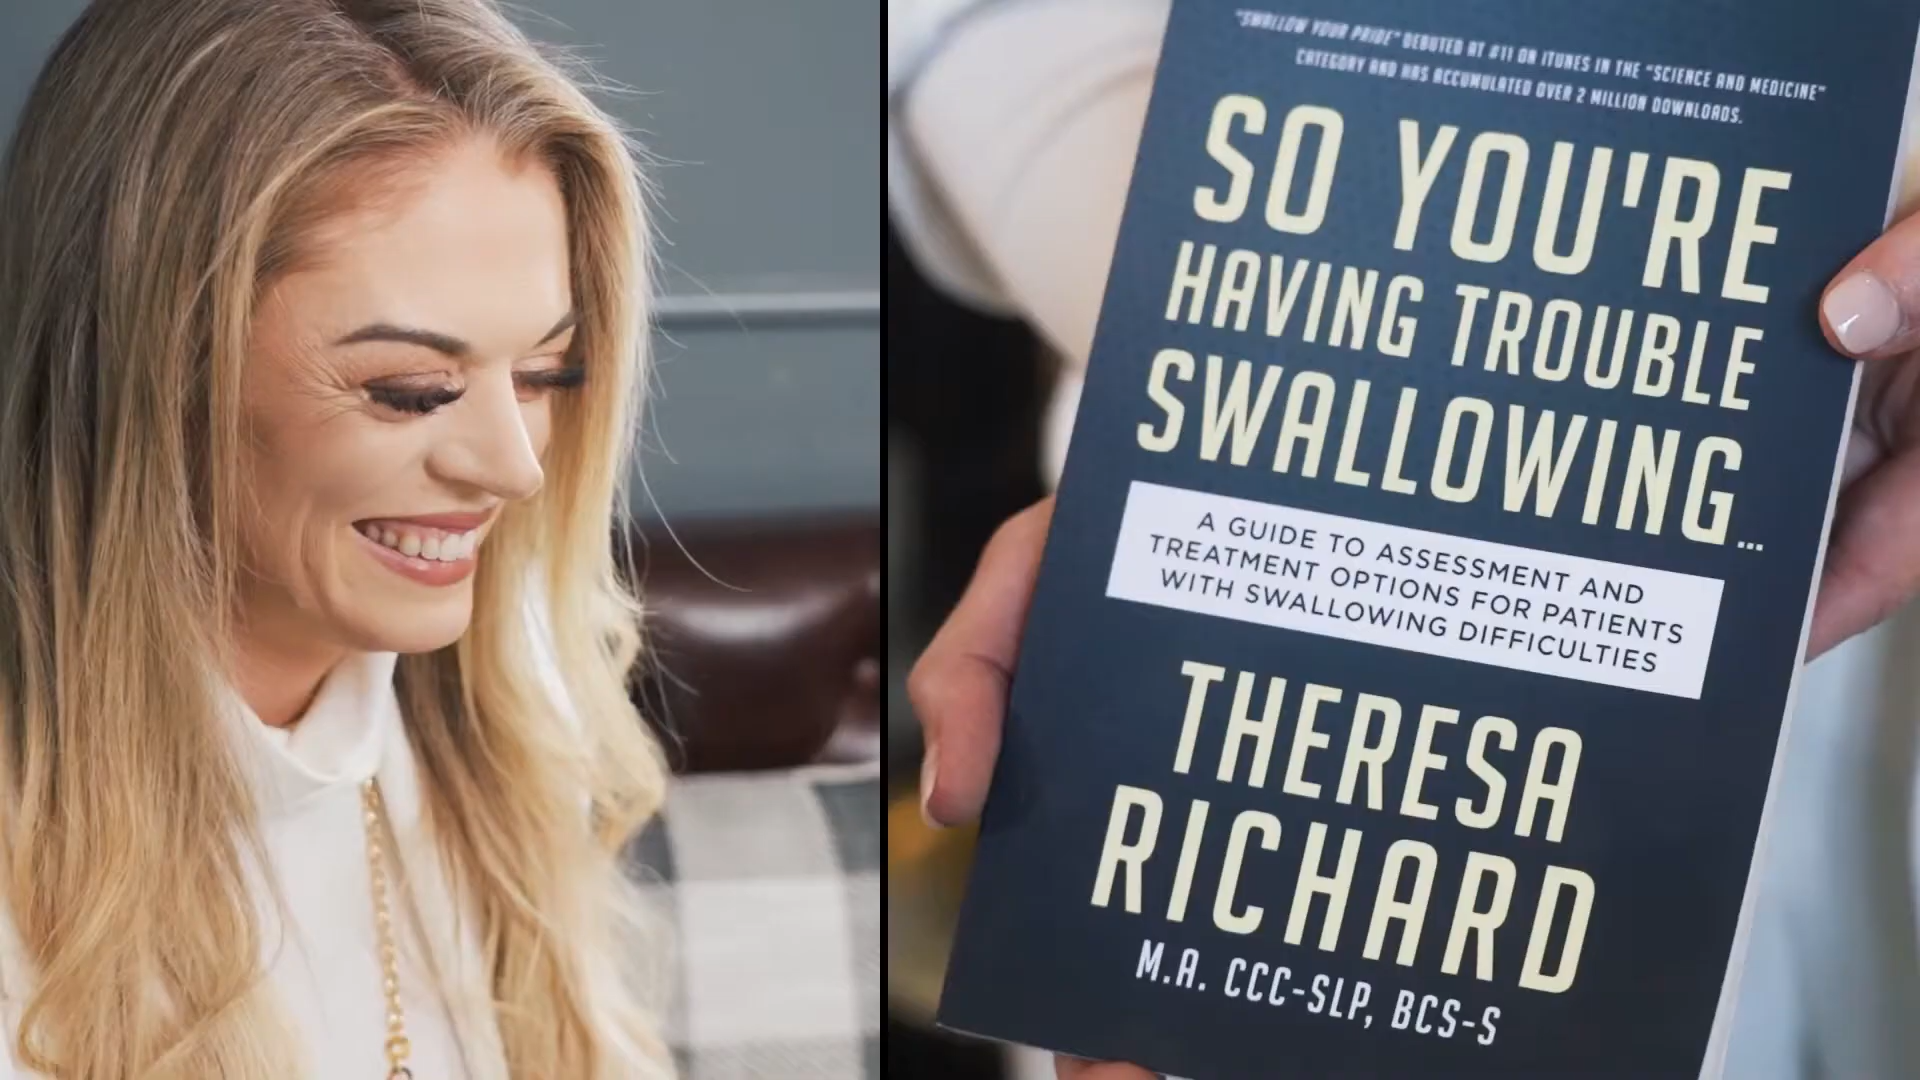 "SWALLOW YOUR PRIDE" DEBUTED AT #11 ON ITUNES IN THE "SCIENCE AND MEDICINE"
CATEGORY AND HAS ACCUMULATED OVER 2 MILLION DOWNLOADS.
SO YOU'RE
HAVING TROUBLE
SWALLOWING...
A GUIDE TO ASSESSMENT AND
TREATMENT OPTIONS FOR PATIENTS
WITH SWALLOWING DIFFICULTIES
THERESA
RICHARD
M.A. CCC-SLP, BCS-S